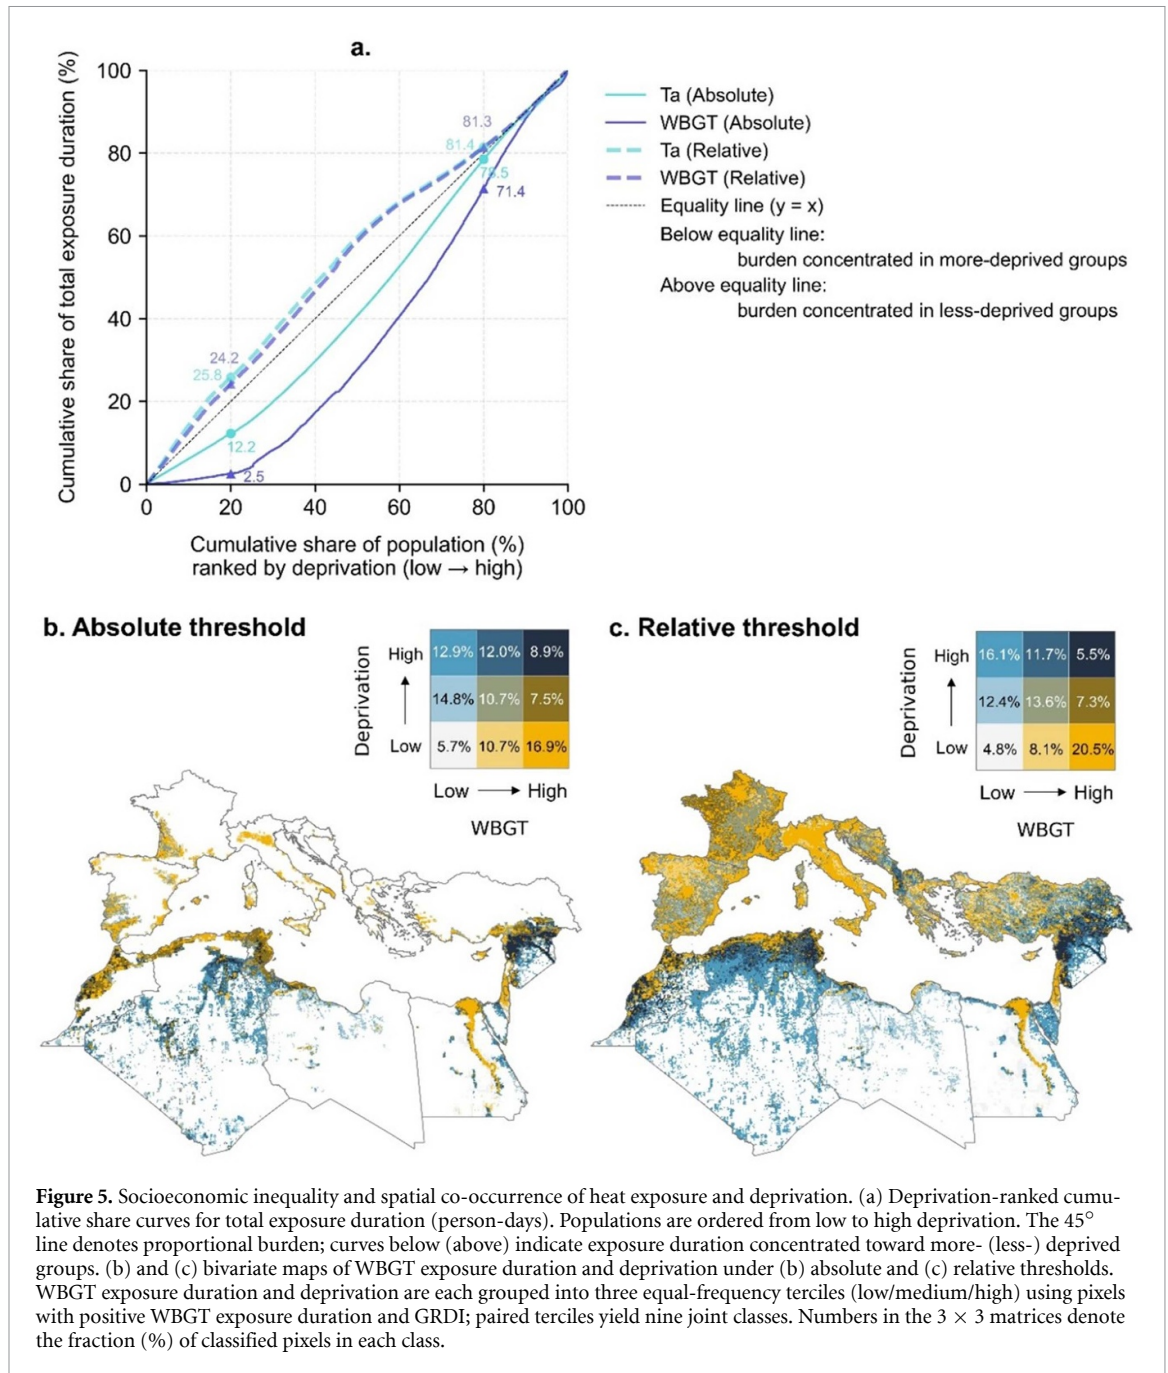 a.
Cumulative share of total exposure duration (%)
100
80
60
40
20
0
0 20 40 60 80 100
81.3
81.4
78.5
71.4
24.2
25.8
12.2
2.5
Cumulative share of population (%)
ranked by deprivation (low → high)
Ta (Absolute)
WBGT (Absolute)
Ta (Relative)
WBGT (Relative)
Equality line (y = x)
Below equality line:
burden concentrated in more-deprived groups
Above equality line:
burden concentrated in less-deprived groups
b. Absolute threshold
Deprivation
High
Low
12.9% 12.0% 8.9%
14.8% 10.7% 7.5%
5.7% 10.7% 16.9%
Low → High
WBGT
c. Relative threshold
Deprivation
High
Low
16.1% 11.7% 5.5%
12.4% 13.6% 7.3%
4.8% 8.1% 20.5%
Low → High
WBGT
Figure 5. Socioeconomic inequality and spatial co-occurrence of heat exposure and deprivation. (a) Deprivation-ranked cumu-
lative share curves for total exposure duration (person-days). Populations are ordered from low to high deprivation. The 45°
line denotes proportional burden; curves below (above) indicate exposure duration concentrated toward more- (less-) deprived
groups. (b) and (c) bivariate maps of WBGT exposure duration and deprivation under (b) absolute and (c) relative thresholds.
WBGT exposure duration and deprivation are each grouped into three equal-frequency terciles (low/medium/high) using pixels
with positive WBGT exposure duration and GRDI; paired terciles yield nine joint classes. Numbers in the 3 × 3 matrices denote
the fraction (%) of classified pixels in each class.